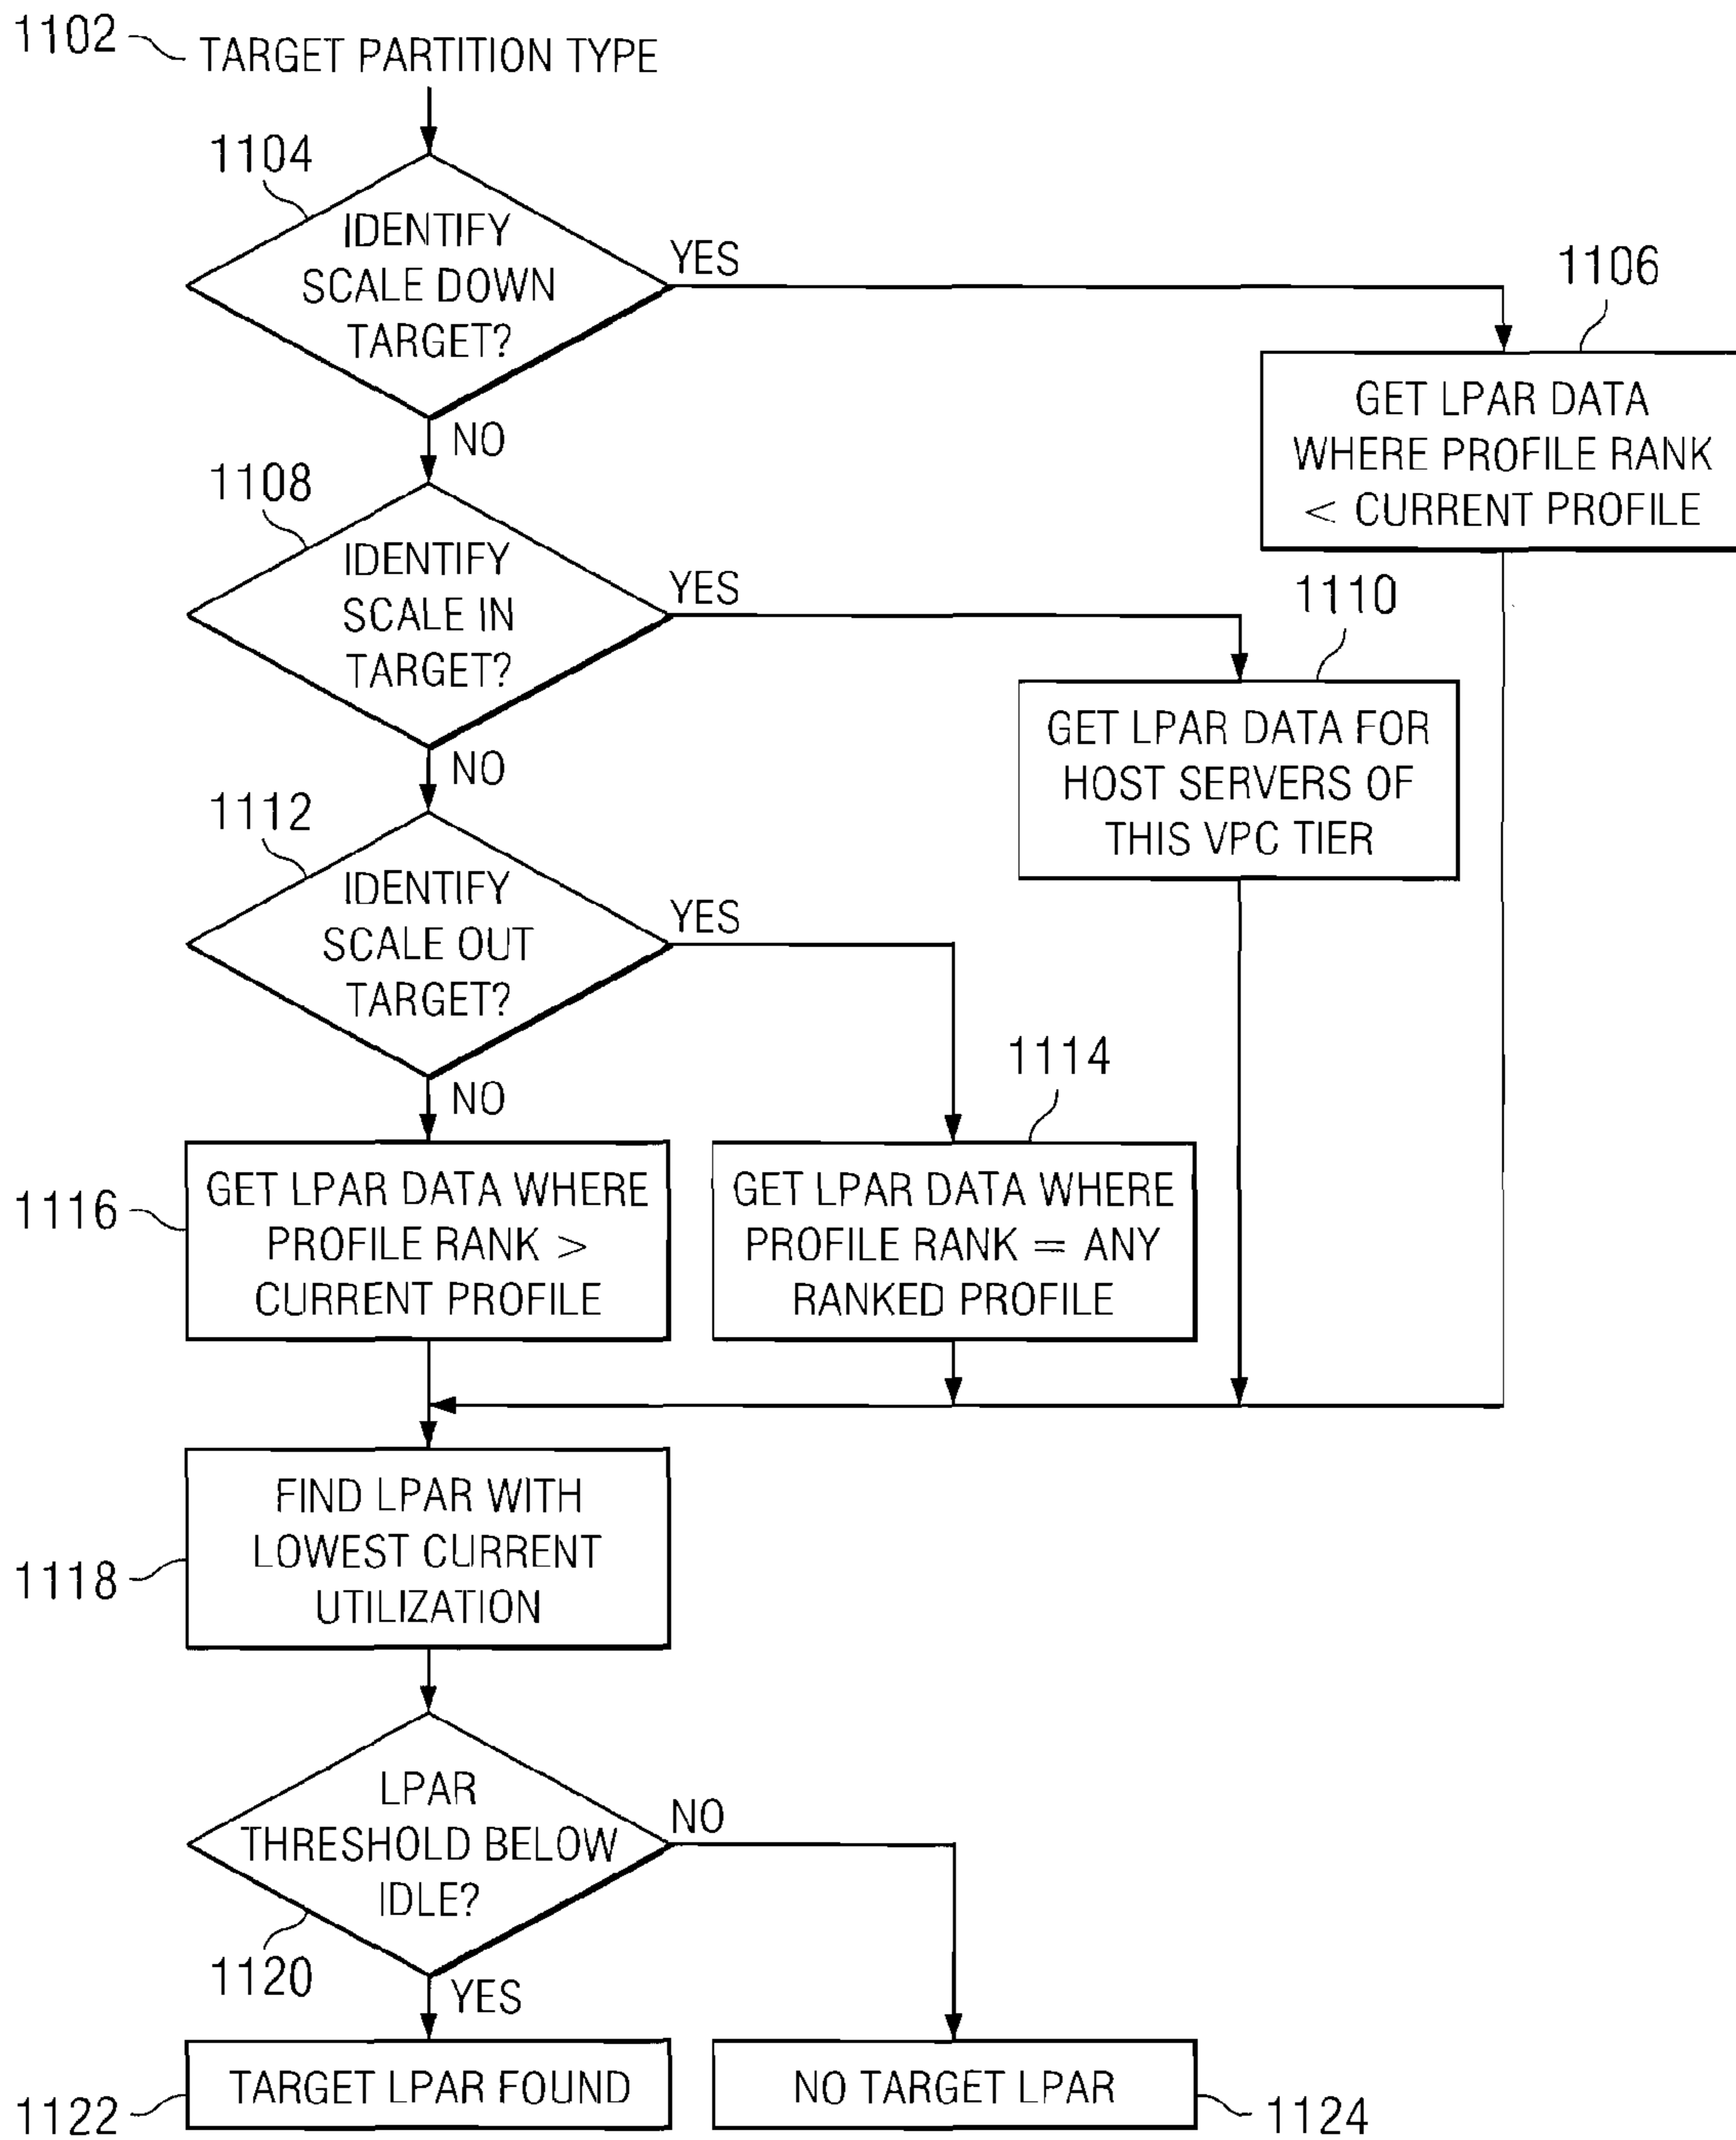 1102
TARGET PARTITION TYPE
1104
IDENTIFY
SCALE DOWN
TARGET?
YES
NO
1106
GET LPAR DATA
WHERE PROFILE RANK
< CURRENT PROFILE
1108
IDENTIFY
SCALE IN
TARGET?
YES
NO
1110
GET LPAR DATA FOR
HOST SERVERS OF
THIS VPC TIER
1112
IDENTIFY
SCALE OUT
TARGET?
YES
NO
1114
GET LPAR DATA WHERE
PROFILE RANK = ANY
RANKED PROFILE
1116
GET LPAR DATA WHERE
PROFILE RANK >
CURRENT PROFILE
1118
FIND LPAR WITH
LOWEST CURRENT
UTILIZATION
LPAR
THRESHOLD BELOW
IDLE?
NO
1120
YES
1122
TARGET LPAR FOUND
NO TARGET LPAR
1124